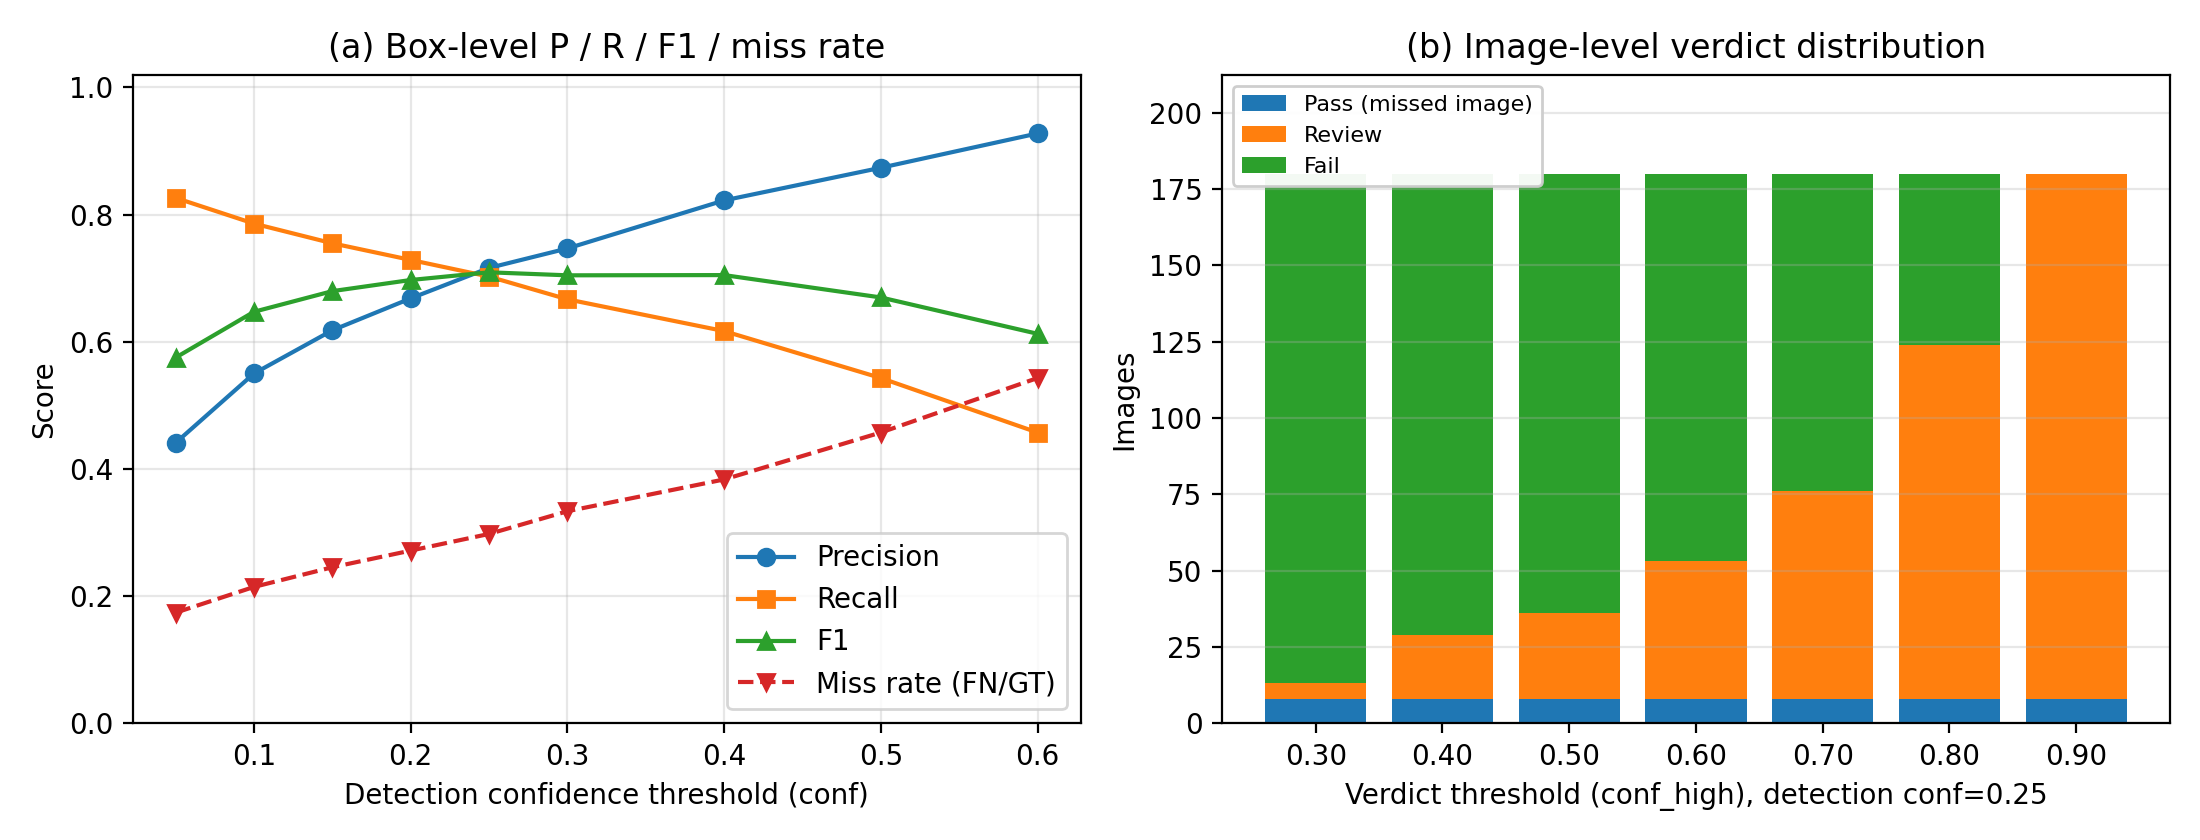 (a) Box-level P / R / F1 / miss rate
1.0
0.8
0.6
0.4
0.2
0.0
Score
0.1
0.2
0.3
0.4
0.5
0.6
Detection confidence threshold (conf)
Precision
Recall
F1
Miss rate (FN/GT)
(b) Image-level verdict distribution
Pass (missed image)
Review
Fail
200
175
150
125
100
75
50
25
0
Images
0.30
0.40
0.50
0.60
0.70
0.80
0.90
Verdict threshold (conf_high), detection conf=0.25